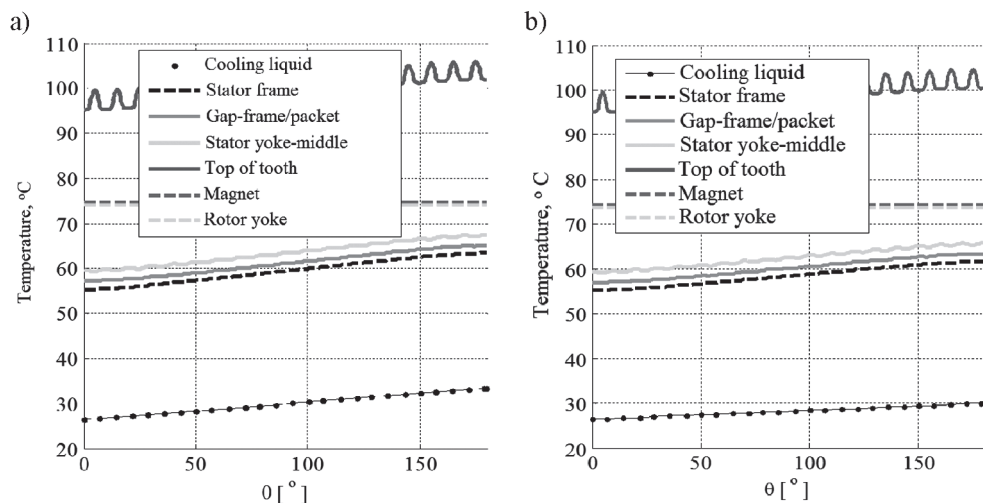 a)
110
100
90
80
70
60
50
40
30
20
Temperature, °C
Cooling liquid
Stator frame
Gap-frame/packet
Stator yoke-middle
Top of tooth
Magnet
Rotor yoke
0 50 100 150
θ [ ° ]
b)
110
100
90
80
70
60
50
40
30
20
Temperature, ° C
Cooling liquid
Stator frame
Gap-frame/packet
Stator yoke-middle
Top of tooth
Magnet
Rotor yoke
0 50 100 150
θ [ ° ]